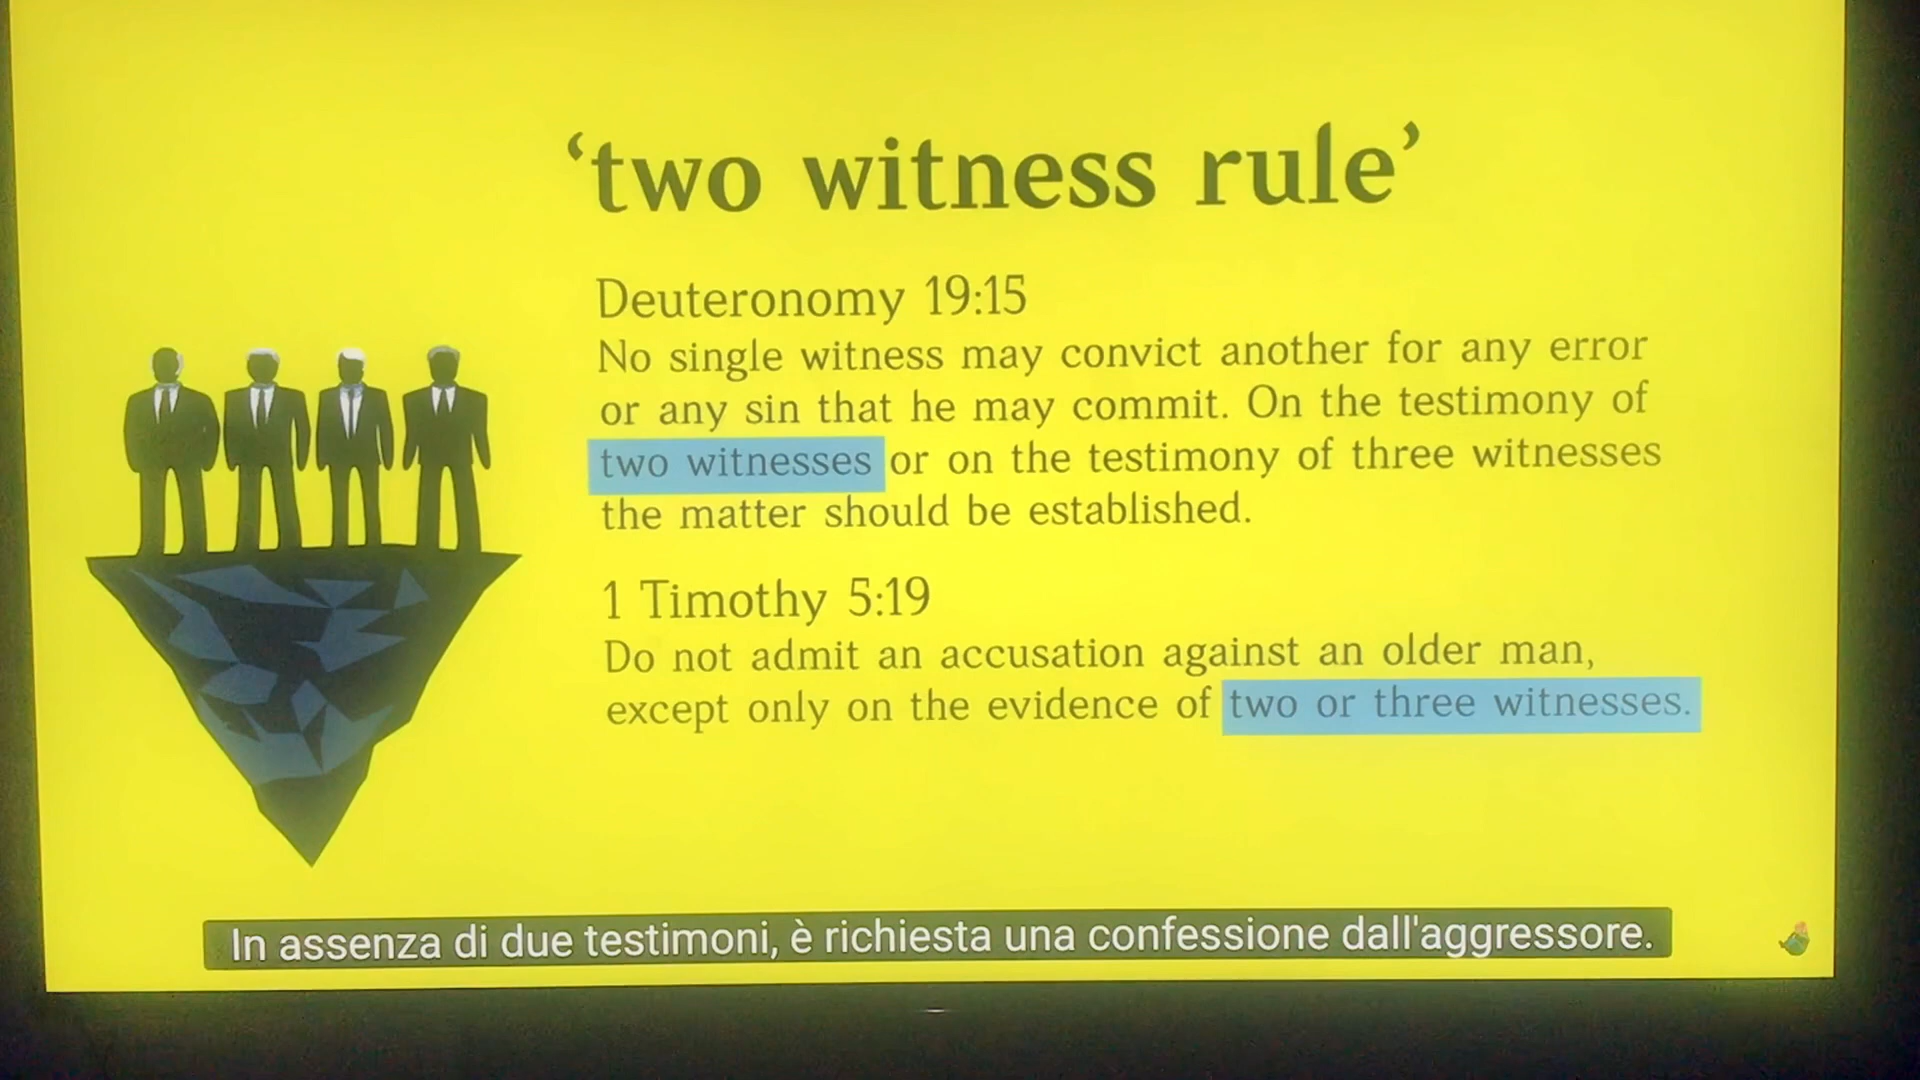 ‘two witness rule’
Deuteronomy 19:15
No single witness may convict another for any error
or any sin that he may commit. On the testimony of
two witnesses or on the testimony of three witnesses
the matter should be established.
1 Timothy 5:19
Do not admit an accusation against an older man,
except only on the evidence of two or three witnesses.
In assenza di due testimoni, è richiesta una confessione dall'aggressore.